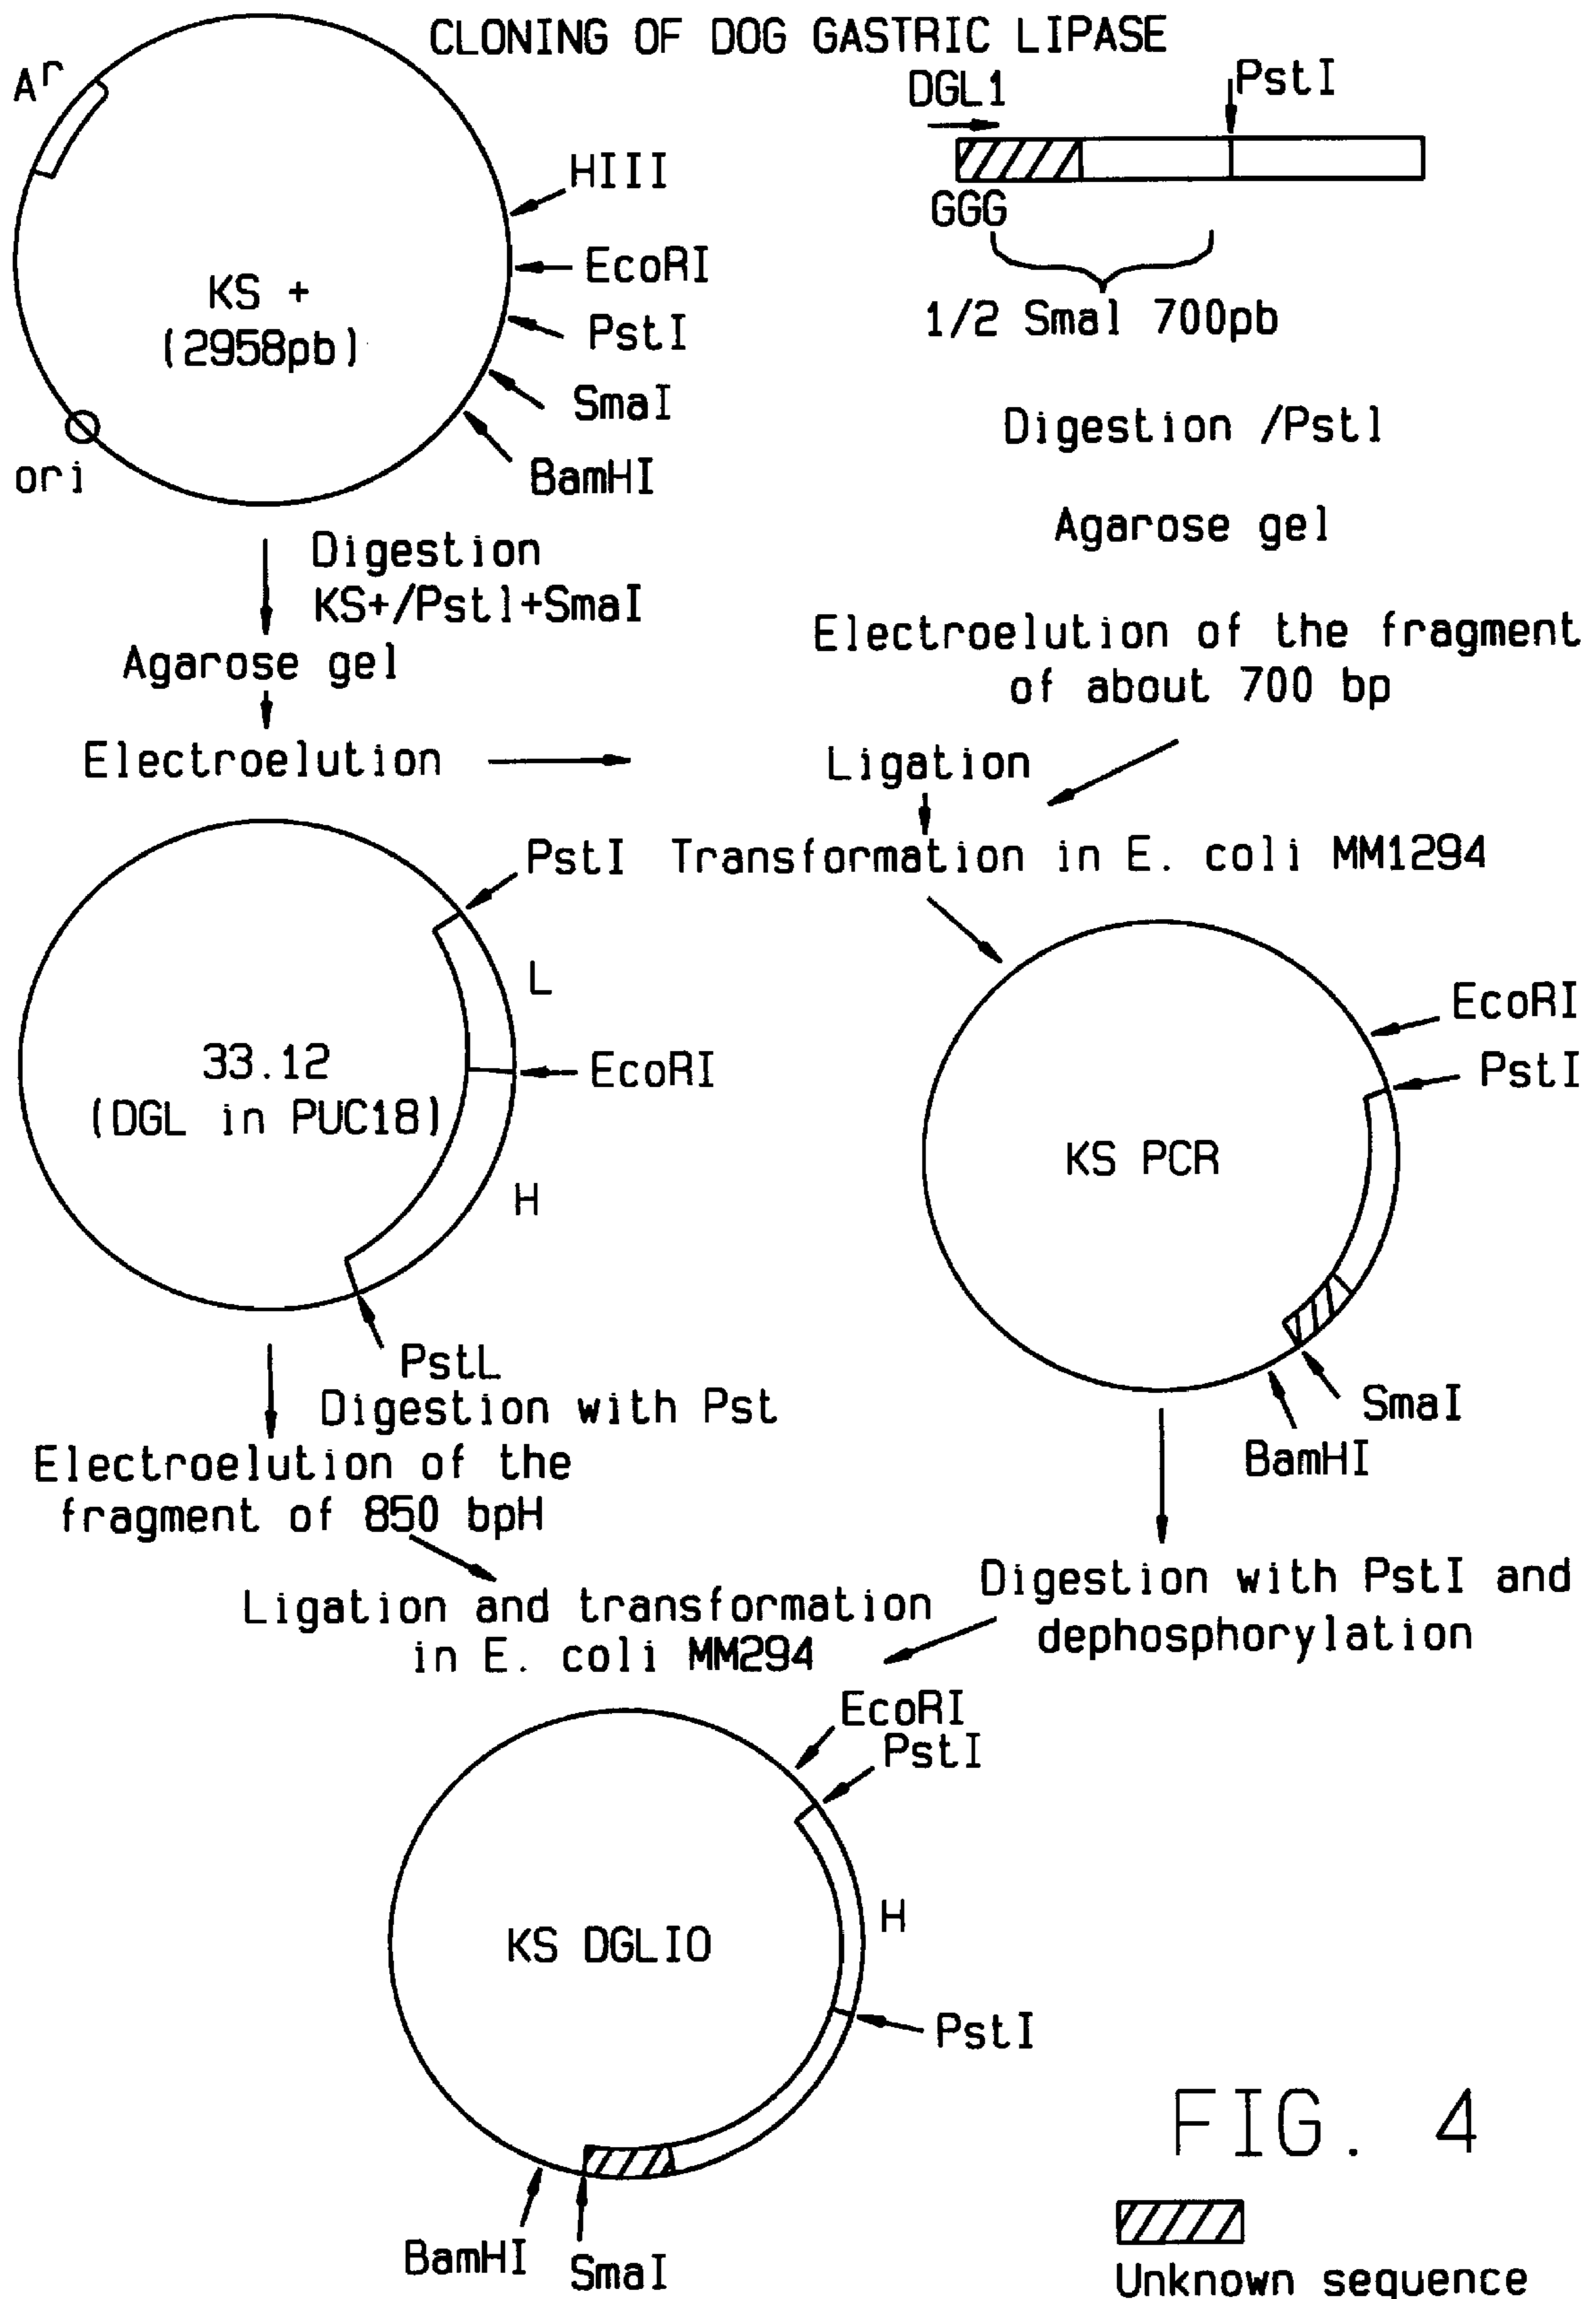 CLONING OF DOG GASTRIC LIPASE
Ar
HIII
EcoRI
PstI
SmaI
BamHI
KS +
(2958pb)
ori
DGL1
PstI
GGG
1/2 Smal 700pb
Digestion /Pstl
Agarose gel
Electroelution of the fragment
of about 700 bp
Digestion
KS+/Pstl+SmaI
Agarose gel
Electroelution
Ligation
Transformation in E. coli MM1294
PstI
L
EcoRI
H
33.12
(DGL in PUC18)
PstL
EcoRI
PstI
KS PCR
SmaI
BamHI
Digestion with Pst
Electroelution of the
fragment of 850 bpH
Digestion with PstI and
dephosphorylation
Ligation and transformation
in E. coli MM294
EcoRI
PstI
H
KS DGLIO
PstI
BamHI
SmaI
FIG. 4
Unknown sequence